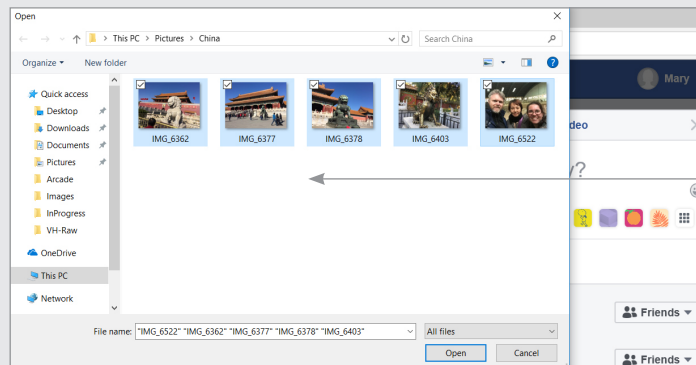 Open
This PC > Pictures > China
Search China
Organize
New folder
Mary
Quick access
Desktop
Downloads
Documents
Pictures
Arcade
Images
InProgress
VH-Raw
OneDrive
This PC
Network
IMG_6362
IMG_6377
IMG_6378
IMG_6403
IMG_6522
deo
y?
File name:
"IMG_6522" "IMG_6362" "IMG_6377" "IMG_6378" "IMG_6403"
All files
Open
Cancel
Friends
Friends